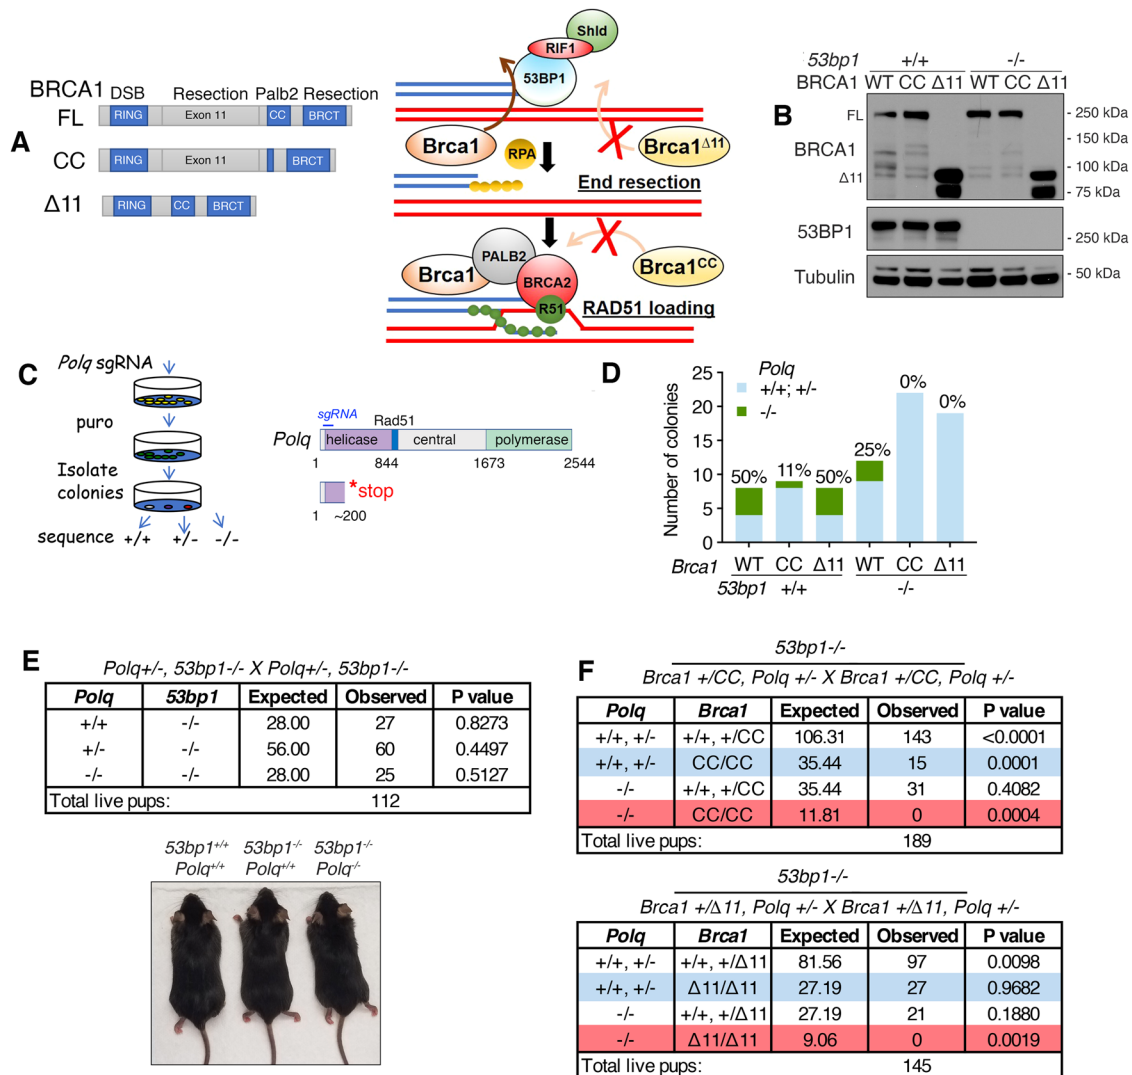 A
BRCA1 DSB Resection Palb2 Resection
FL RING Exon 11 CC BRCT
CC RING Exon 11 BRCT
Δ11 RING CC BRCT
Shld
RIF1
53BP1
Brca1
Brca1Δ11
RPA
End resection
PALB2
Brca1
BRCA2
Brca1CC
R51
RAD51 loading
B
53bp1 +/+ -/-
BRCA1 WT CC Δ11 WT CC Δ11
FL
BRCA1
Δ11
- 250 kDa
- 150 kDa
- 100 kDa
- 75 kDa
53BP1
- 250 kDa
Tubulin
- 50 kDa
C
Polq sgRNA
puro
Isolate
colonies
sequence +/+ +/- -/-
sgRNA
Rad51
Polq helicase central polymerase
1 844 1673 2544
*stop
1 ~200
D
Polq
+/+; +/-
-/-
Number of colonies
25
20
15
10
5
0
50% 11% 50% 25% 0% 0%
Brca1 WT CC Δ11 WT CC Δ11
53bp1 +/+ -/-
E
Polq+/-, 53bp1-/- X Polq+/-, 53bp1-/-
Polq 53bp1 Expected Observed P value
+/+ -/- 28.00 27 0.8273
+/- -/- 56.00 60 0.4497
-/- -/- 28.00 25 0.5127
Total live pups: 112
53bp1+/+ 53bp1-/- 53bp1-/-
Polq+/+ Polq+/+ Polq-/-
F
53bp1-/-
Brca1 +/CC, Polq +/- X Brca1 +/CC, Polq +/-
Polq Brca1 Expected Observed P value
+/+, +/- +/+, +/CC 106.31 143 <0.0001
+/+, +/- CC/CC 35.44 15 0.0001
-/- +/+, +/CC 35.44 31 0.4082
-/- CC/CC 11.81 0 0.0004
Total live pups: 189
53bp1-/-
Brca1 +/Δ11, Polq +/- X Brca1 +/Δ11, Polq +/-
Polq Brca1 Expected Observed P value
+/+, +/- +/+, +/Δ11 81.56 97 0.0098
+/+, +/- Δ11/Δ11 27.19 27 0.9682
-/- +/+, +/Δ11 27.19 21 0.1880
-/- Δ11/Δ11 9.06 0 0.0019
Total live pups: 145